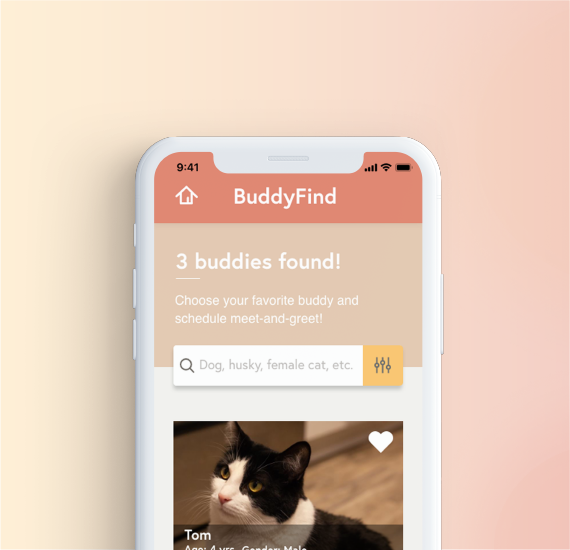 9:41
BuddyFind
3 buddies found!
Choose your favorite buddy and
schedule meet-and-greet!
Dog, husky, female cat, etc.
Tom
Age: 4 yrs Gender: Male